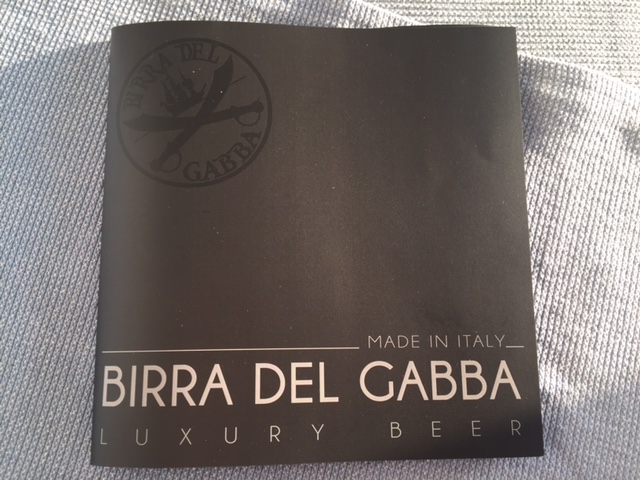 BIRRA DEL
GABBA
MADE IN ITALY
BIRRA DEL GABBA
LUXURY BEER